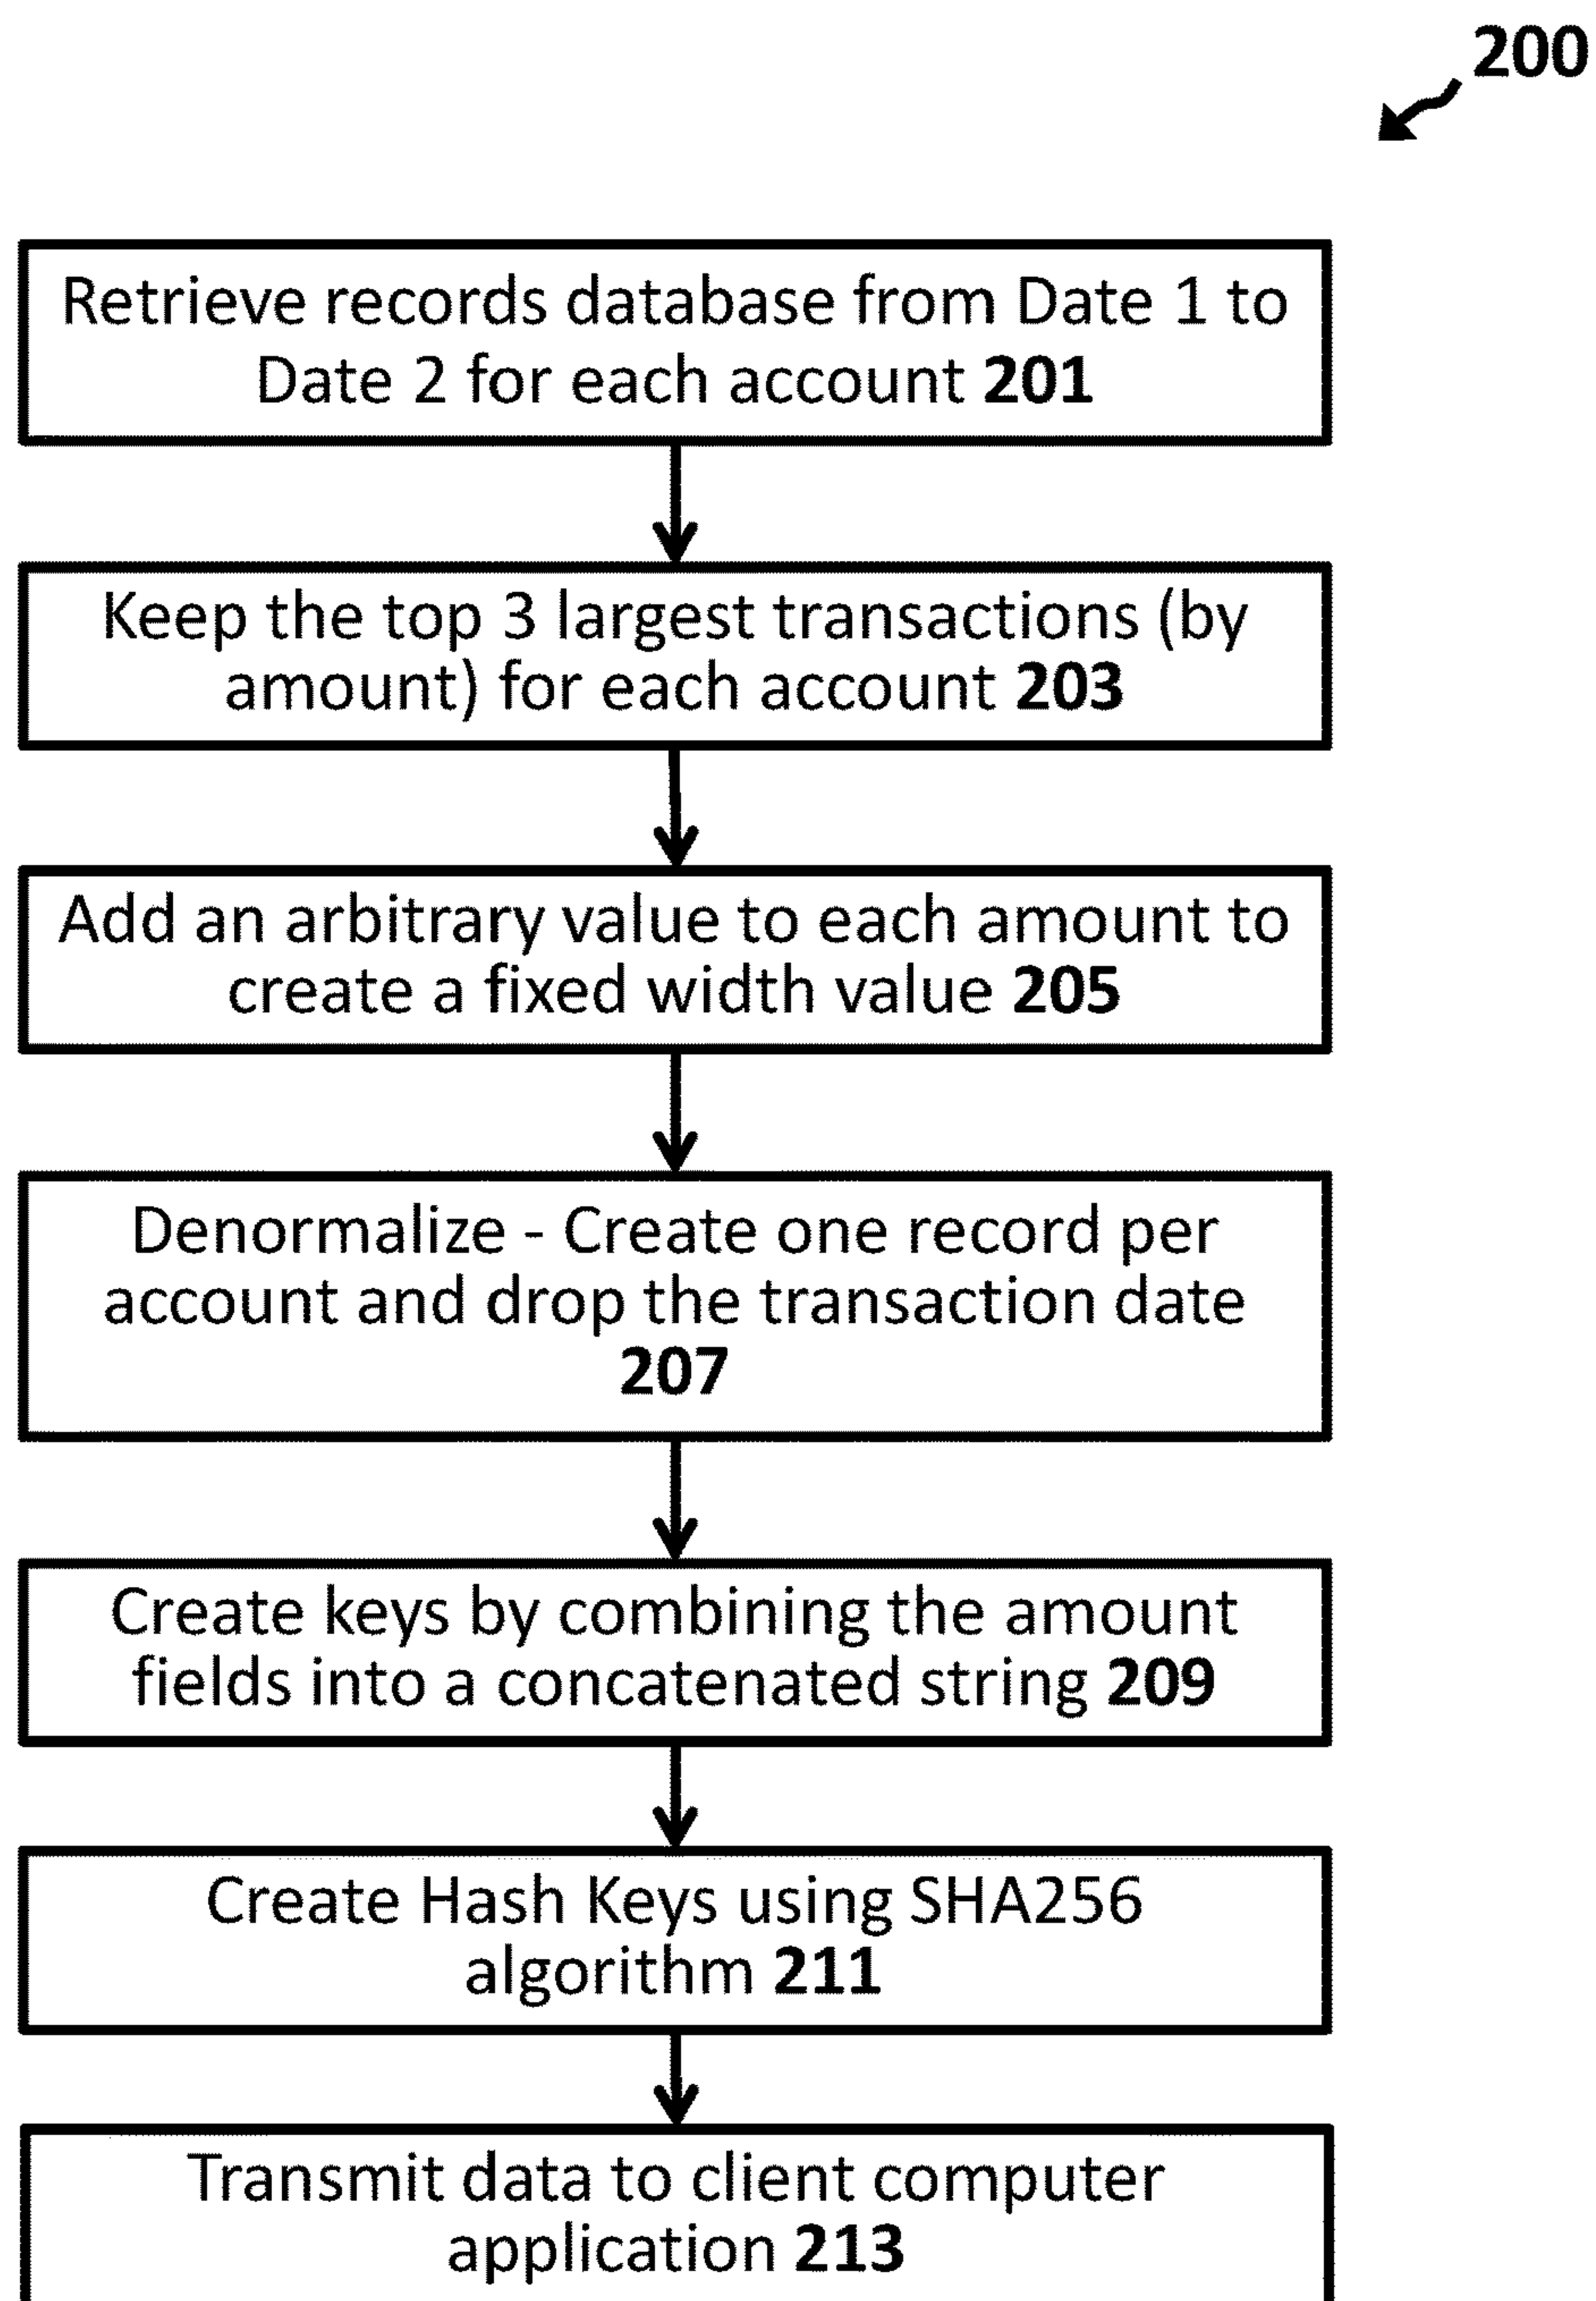 200
Retrieve records database from Date 1 to
Date 2 for each account 201
Keep the top 3 largest transactions (by
amount) for each account 203
Add an arbitrary value to each amount to
create a fixed width value 205
Denormalize - Create one record per
account and drop the transaction date
207
Create keys by combining the amount
fields into a concatenated string 209
Create Hash Keys using SHA256
algorithm 211
Transmit data to client computer
application 213